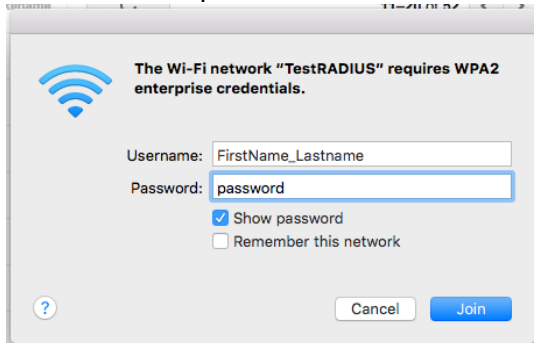 The Wi-Fi network “TestRADIUS” requires WPA2
enterprise credentials.
Username: FirstName_Lastname
Password: password
Show password
Remember this network
? Cancel Join